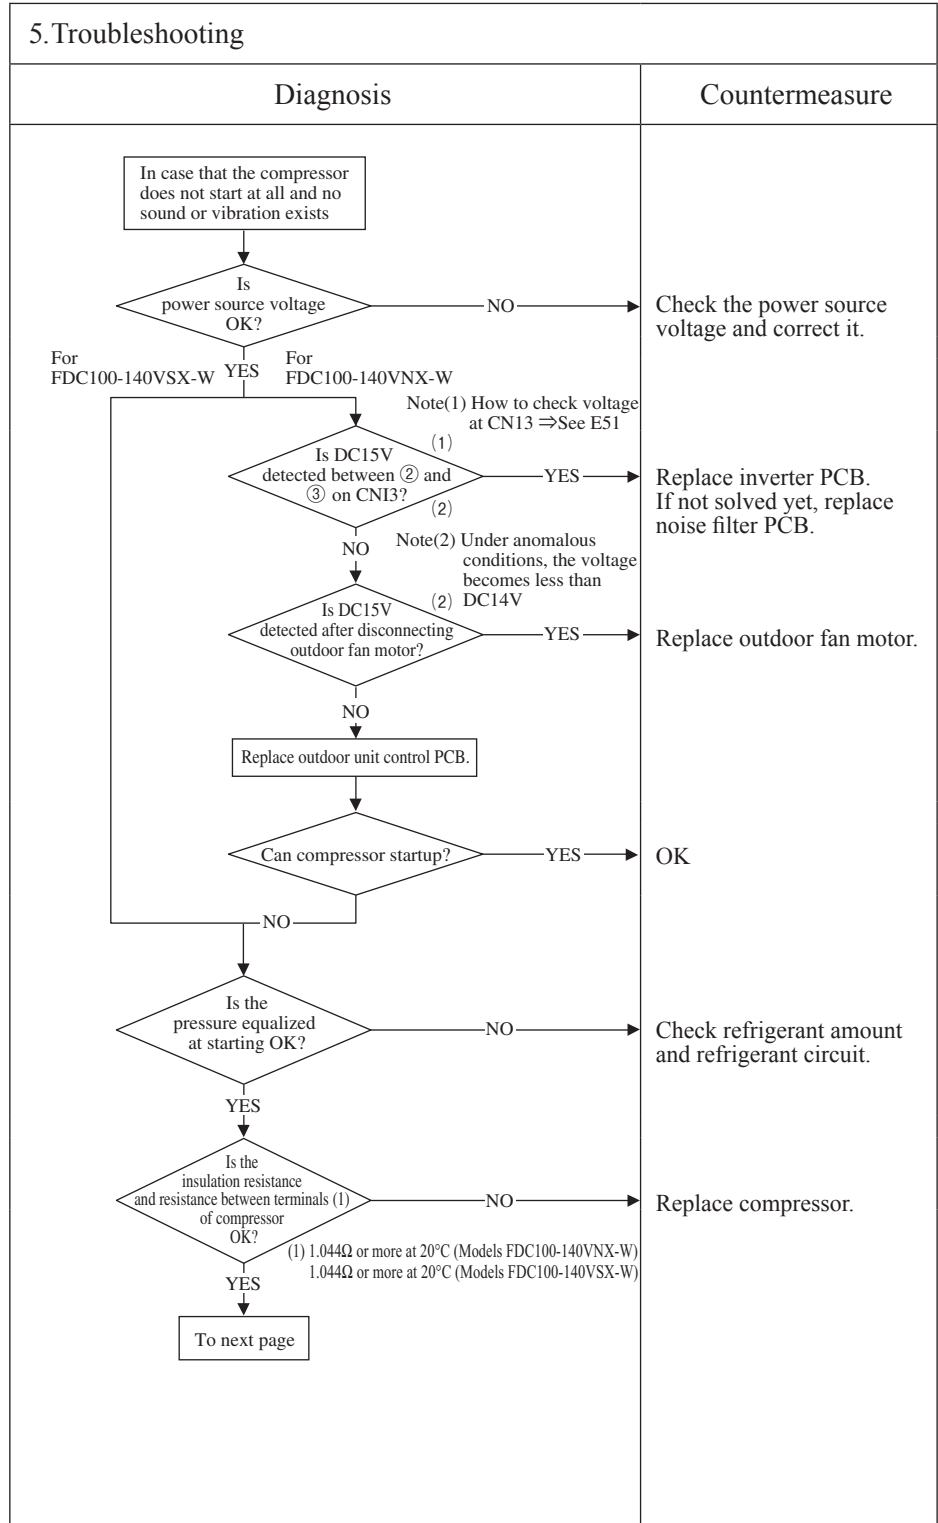 5.Troubleshooting
Diagnosis
Countermeasure
In case that the compressor
does not start at all and no
sound or vibration exists
Is
power source voltage
OK?
NO
Check the power source
voltage and correct it.
YES
For
FDC100-140VSX-W
For
FDC100-140VNX-W
Note(1) How to check voltage
at CN13 ⇒See E51
(1)
Is DC15V
detected between ② and
③ on CNI3?
(2)
YES
Replace inverter PCB.
If not solved yet, replace
noise filter PCB.
NO
Note(2) Under anomalous
conditions, the voltage
becomes less than
DC14V
(2)
Is DC15V
detected after disconnecting
outdoor fan motor?
YES
Replace outdoor fan motor.
NO
Replace outdoor unit control PCB.
Can compressor startup?
YES
OK
NO
Is the
pressure equalized
at starting OK?
NO
Check refrigerant amount
and refrigerant circuit.
YES
Is the
insulation resistance
and resistance between terminals (1)
of compressor
OK?
NO
Replace compressor.
(1) 1.044Ω or more at 20°C (Models FDC100-140VNX-W)
1.044Ω or more at 20°C (Models FDC100-140VSX-W)
YES
To next page